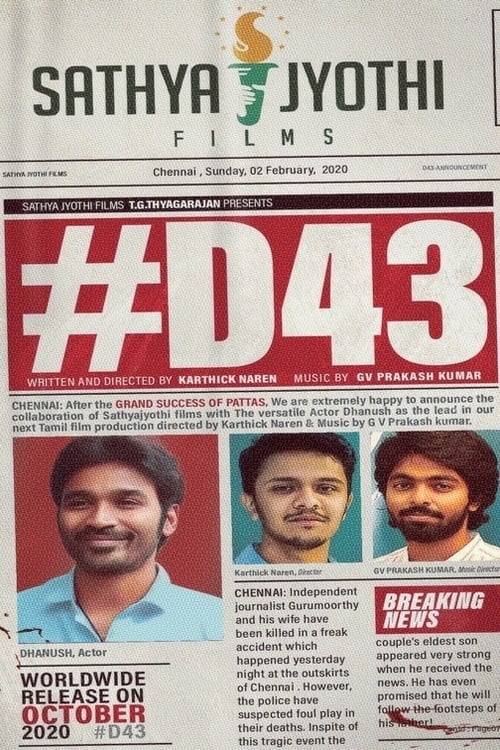 SATHYA JYOTHI
FILMS
SATHYA JYOTHI FILMS
Chennai , Sunday, 02 February, 2020
D43-ANNOUNCEMENT
SATHYA JYOTHI FILMS T.G.THYAGARAJAN PRESENTS
#D43
WRITTEN AND DIRECTED BY KARTHICK NAREN MUSIC BY GV PRAKASH KUMAR
CHENNAI: After the GRAND SUCCESS OF PATTAS, We are extremely happy to announce the
collaboration of Sathyajyothi films with The versatile Actor Dhanush as the lead in our
next Tamil film production directed by Karthick Naren & Music by G V Prakash kumar.
DHANUSH, Actor
WORLDWIDE
RELEASE ON
OCTOBER
2020 #D43
Karthick Naren, Director
CHENNAI: Independent
journalist Gurumoorthy
and his wife have
been killed in a freak
accident which
happened yesterday
night at the outskirts
of Chennai . However,
the police have
suspected foul play in
their deaths. Inspite of
this tragic event the
GV PRAKASH KUMAR, Music Director
BREAKING
NEWS
couple's eldest son
appeared very strong
when he received the
news. He has even
promised that he will
follow the footsteps of
his father!
Contd . Page